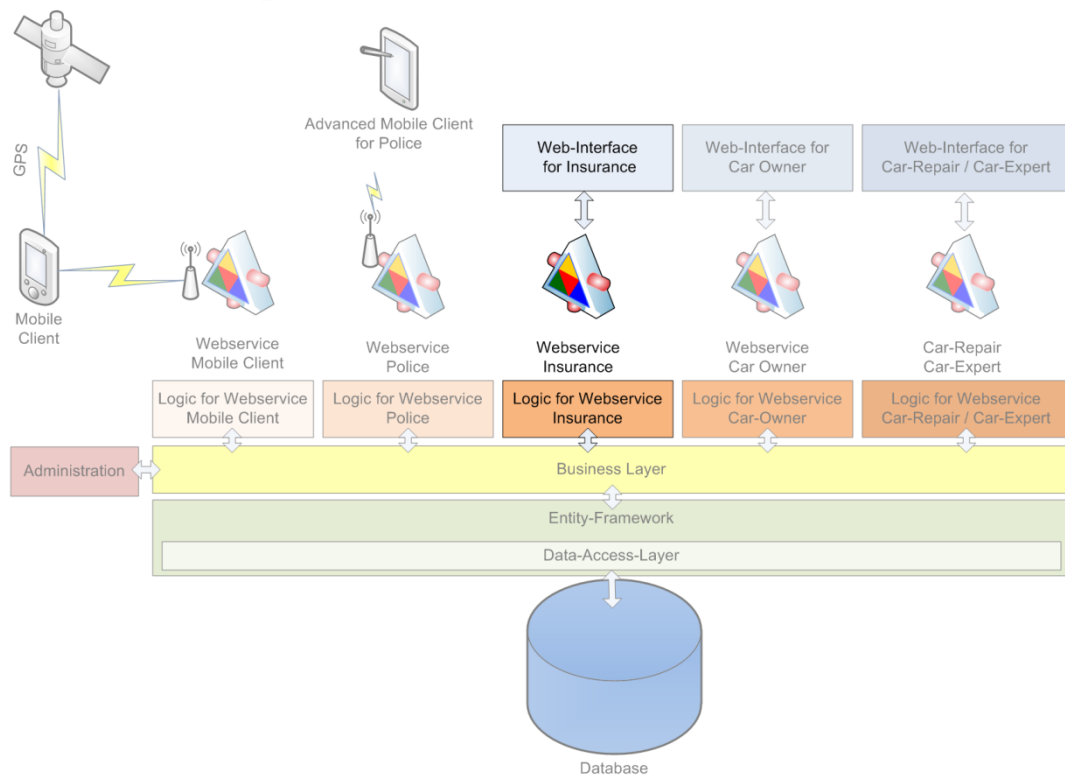 GPS
Advanced Mobile Client
for Police
Web-Interface
for Insurance
Web-Interface for
Car Owner
Web-Interface for
Car-Repair / Car-Expert
Mobile
Client
Webservice
Mobile Client
Webservice
Police
Webservice
Insurance
Webservice
Car Owner
Car-Repair
Car-Expert
Logic for Webservice
Mobile Client
Logic for Webservice
Police
Logic for Webservice
Insurance
Logic for Webservice
Car-Owner
Logic for Webservice
Car-Repair / Car-Expert
Administration
Business Layer
Entity-Framework
Data-Access-Layer
Database